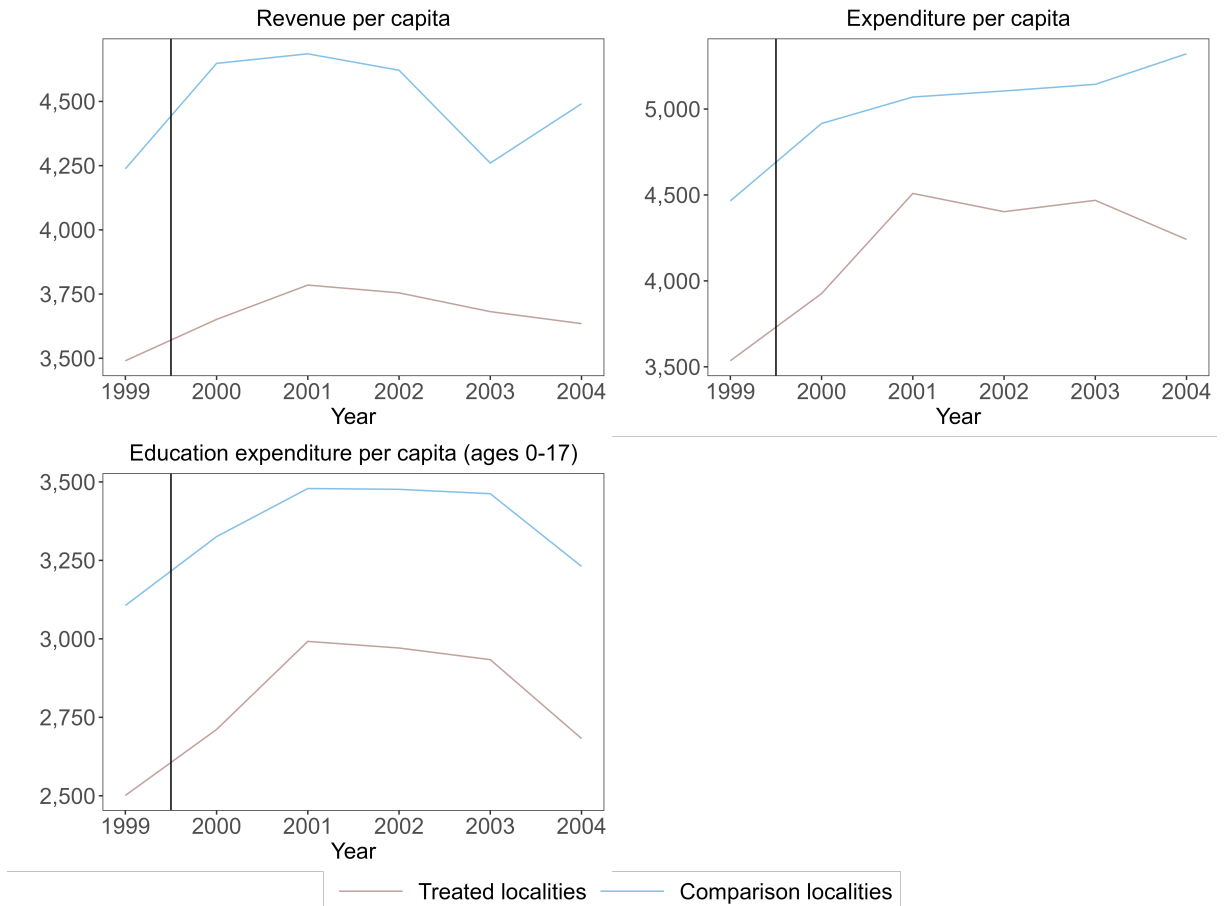 Revenue per capita
4,500
4,250
4,000
3,750
3,500
1999 2000 2001 2002 2003 2004
Year
Expenditure per capita
5,000
4,500
4,000
3,500
1999 2000 2001 2002 2003 2004
Year
Education expenditure per capita (ages 0-17)
3,500
3,250
3,000
2,750
2,500
1999 2000 2001 2002 2003 2004
Year
Treated localities Comparison localities